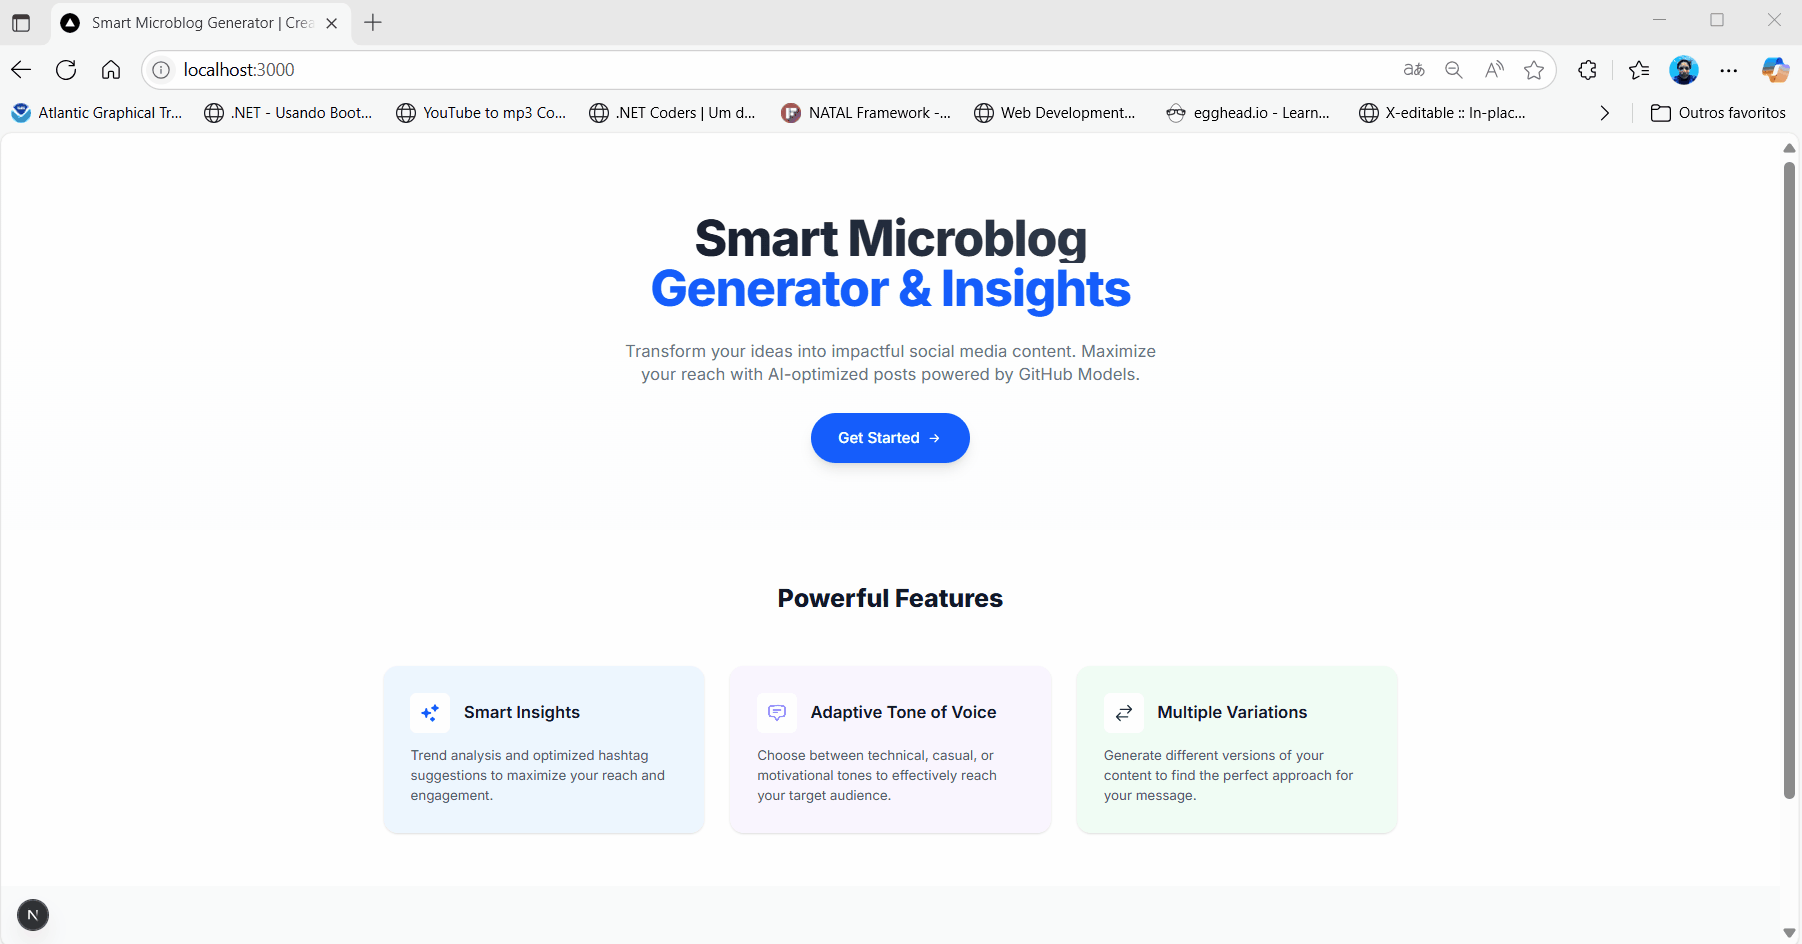 Smart Microblog Generator | Crea
localhost:3000
Atlantic Graphical Tr...
.NET - Usando Boot...
YouTube to mp3 Co...
.NET Coders | Um d...
NATAL Framework -...
Web Development...
egghead.io - Learn...
X-editable :: In-plac...
Outros favoritos
Smart Microblog
Generator & Insights
Transform your ideas into impactful social media content. Maximize
your reach with AI-optimized posts powered by GitHub Models.
Get Started →
Powerful Features
Smart Insights
Trend analysis and optimized hashtag
suggestions to maximize your reach and
engagement.
Adaptive Tone of Voice
Choose between technical, casual, or
motivational tones to effectively reach
your target audience.
Multiple Variations
Generate different versions of your
content to find the perfect approach for
your message.
N